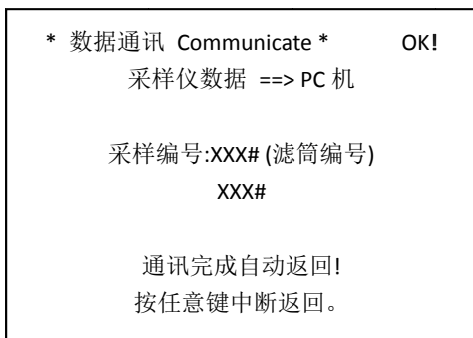 * 数据通讯 Communicate * OK!
采样仪数据 ==> PC 机
采样编号:XXX# (滤筒编号)
XXX#
通讯完成自动返回!
按任意键中断返回。